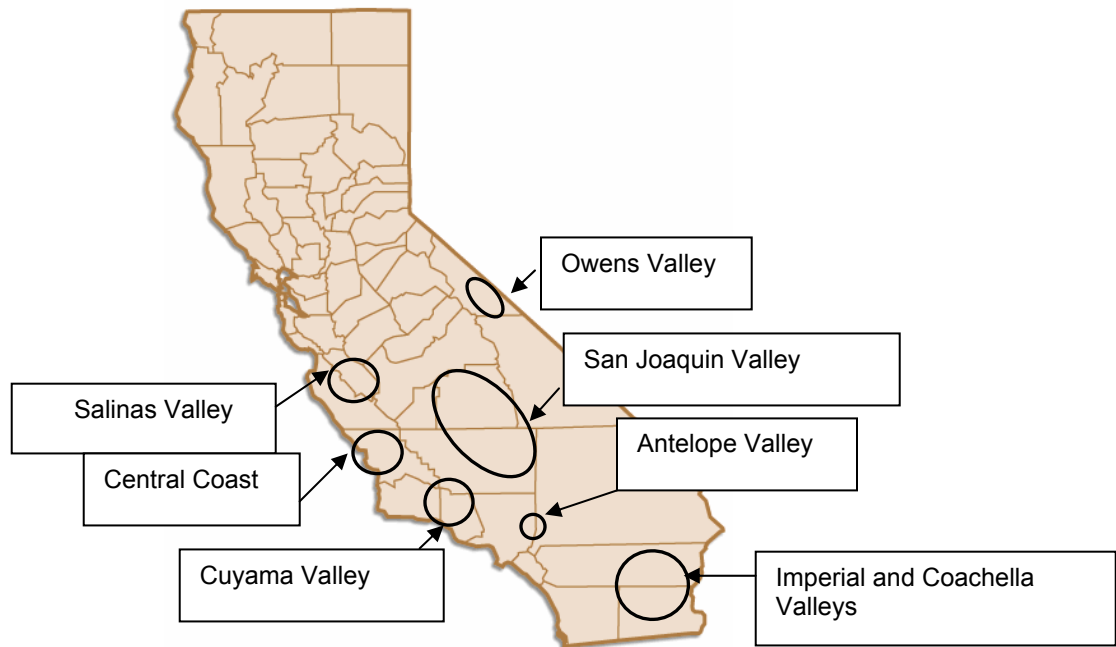 Owens Valley
San Joaquin Valley
Salinas Valley
Antelope Valley
Central Coast
Cuyama Valley
Imperial and Coachella
Valleys